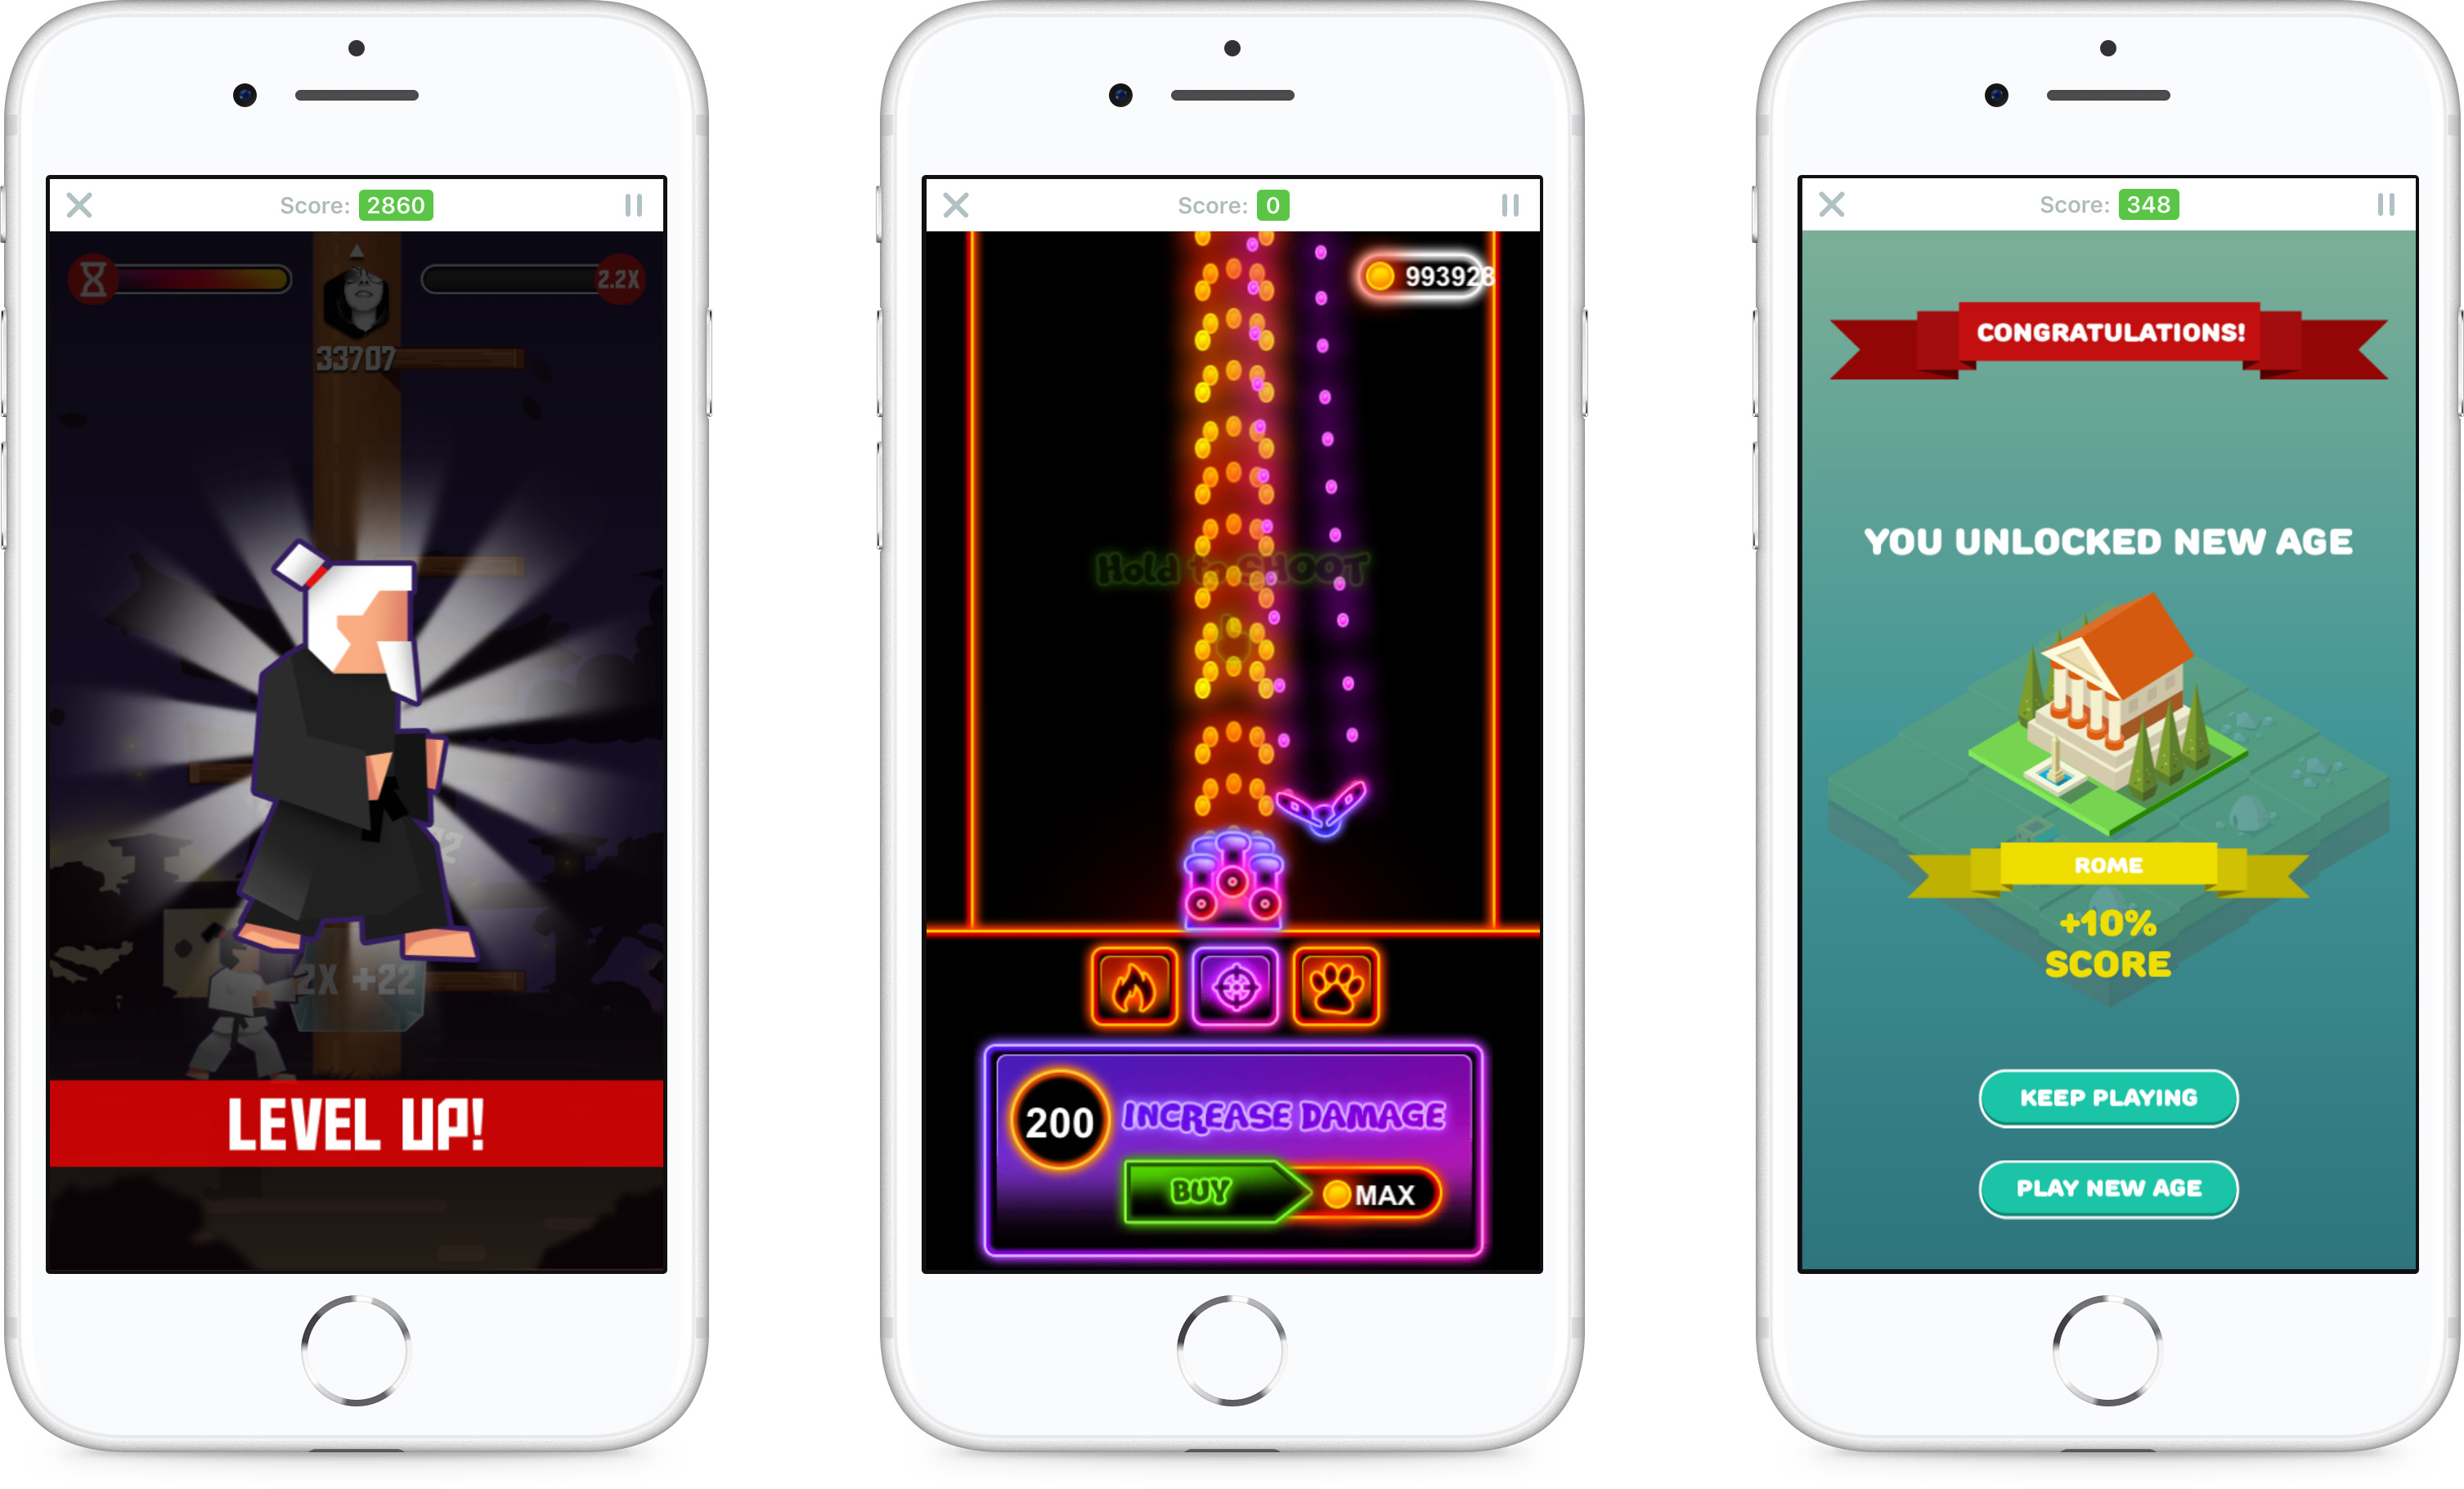 Score: 2860
2.2X
33707
2X +22
LEVEL UP!
Score: 0
993928
Hold to SHOOT
200
INCREASE DAMAGE
BUY
MAX
Score: 348
CONGRATULATIONS!
YOU UNLOCKED NEW AGE
ROME
+10%
SCORE
KEEP PLAYING
PLAY NEW AGE